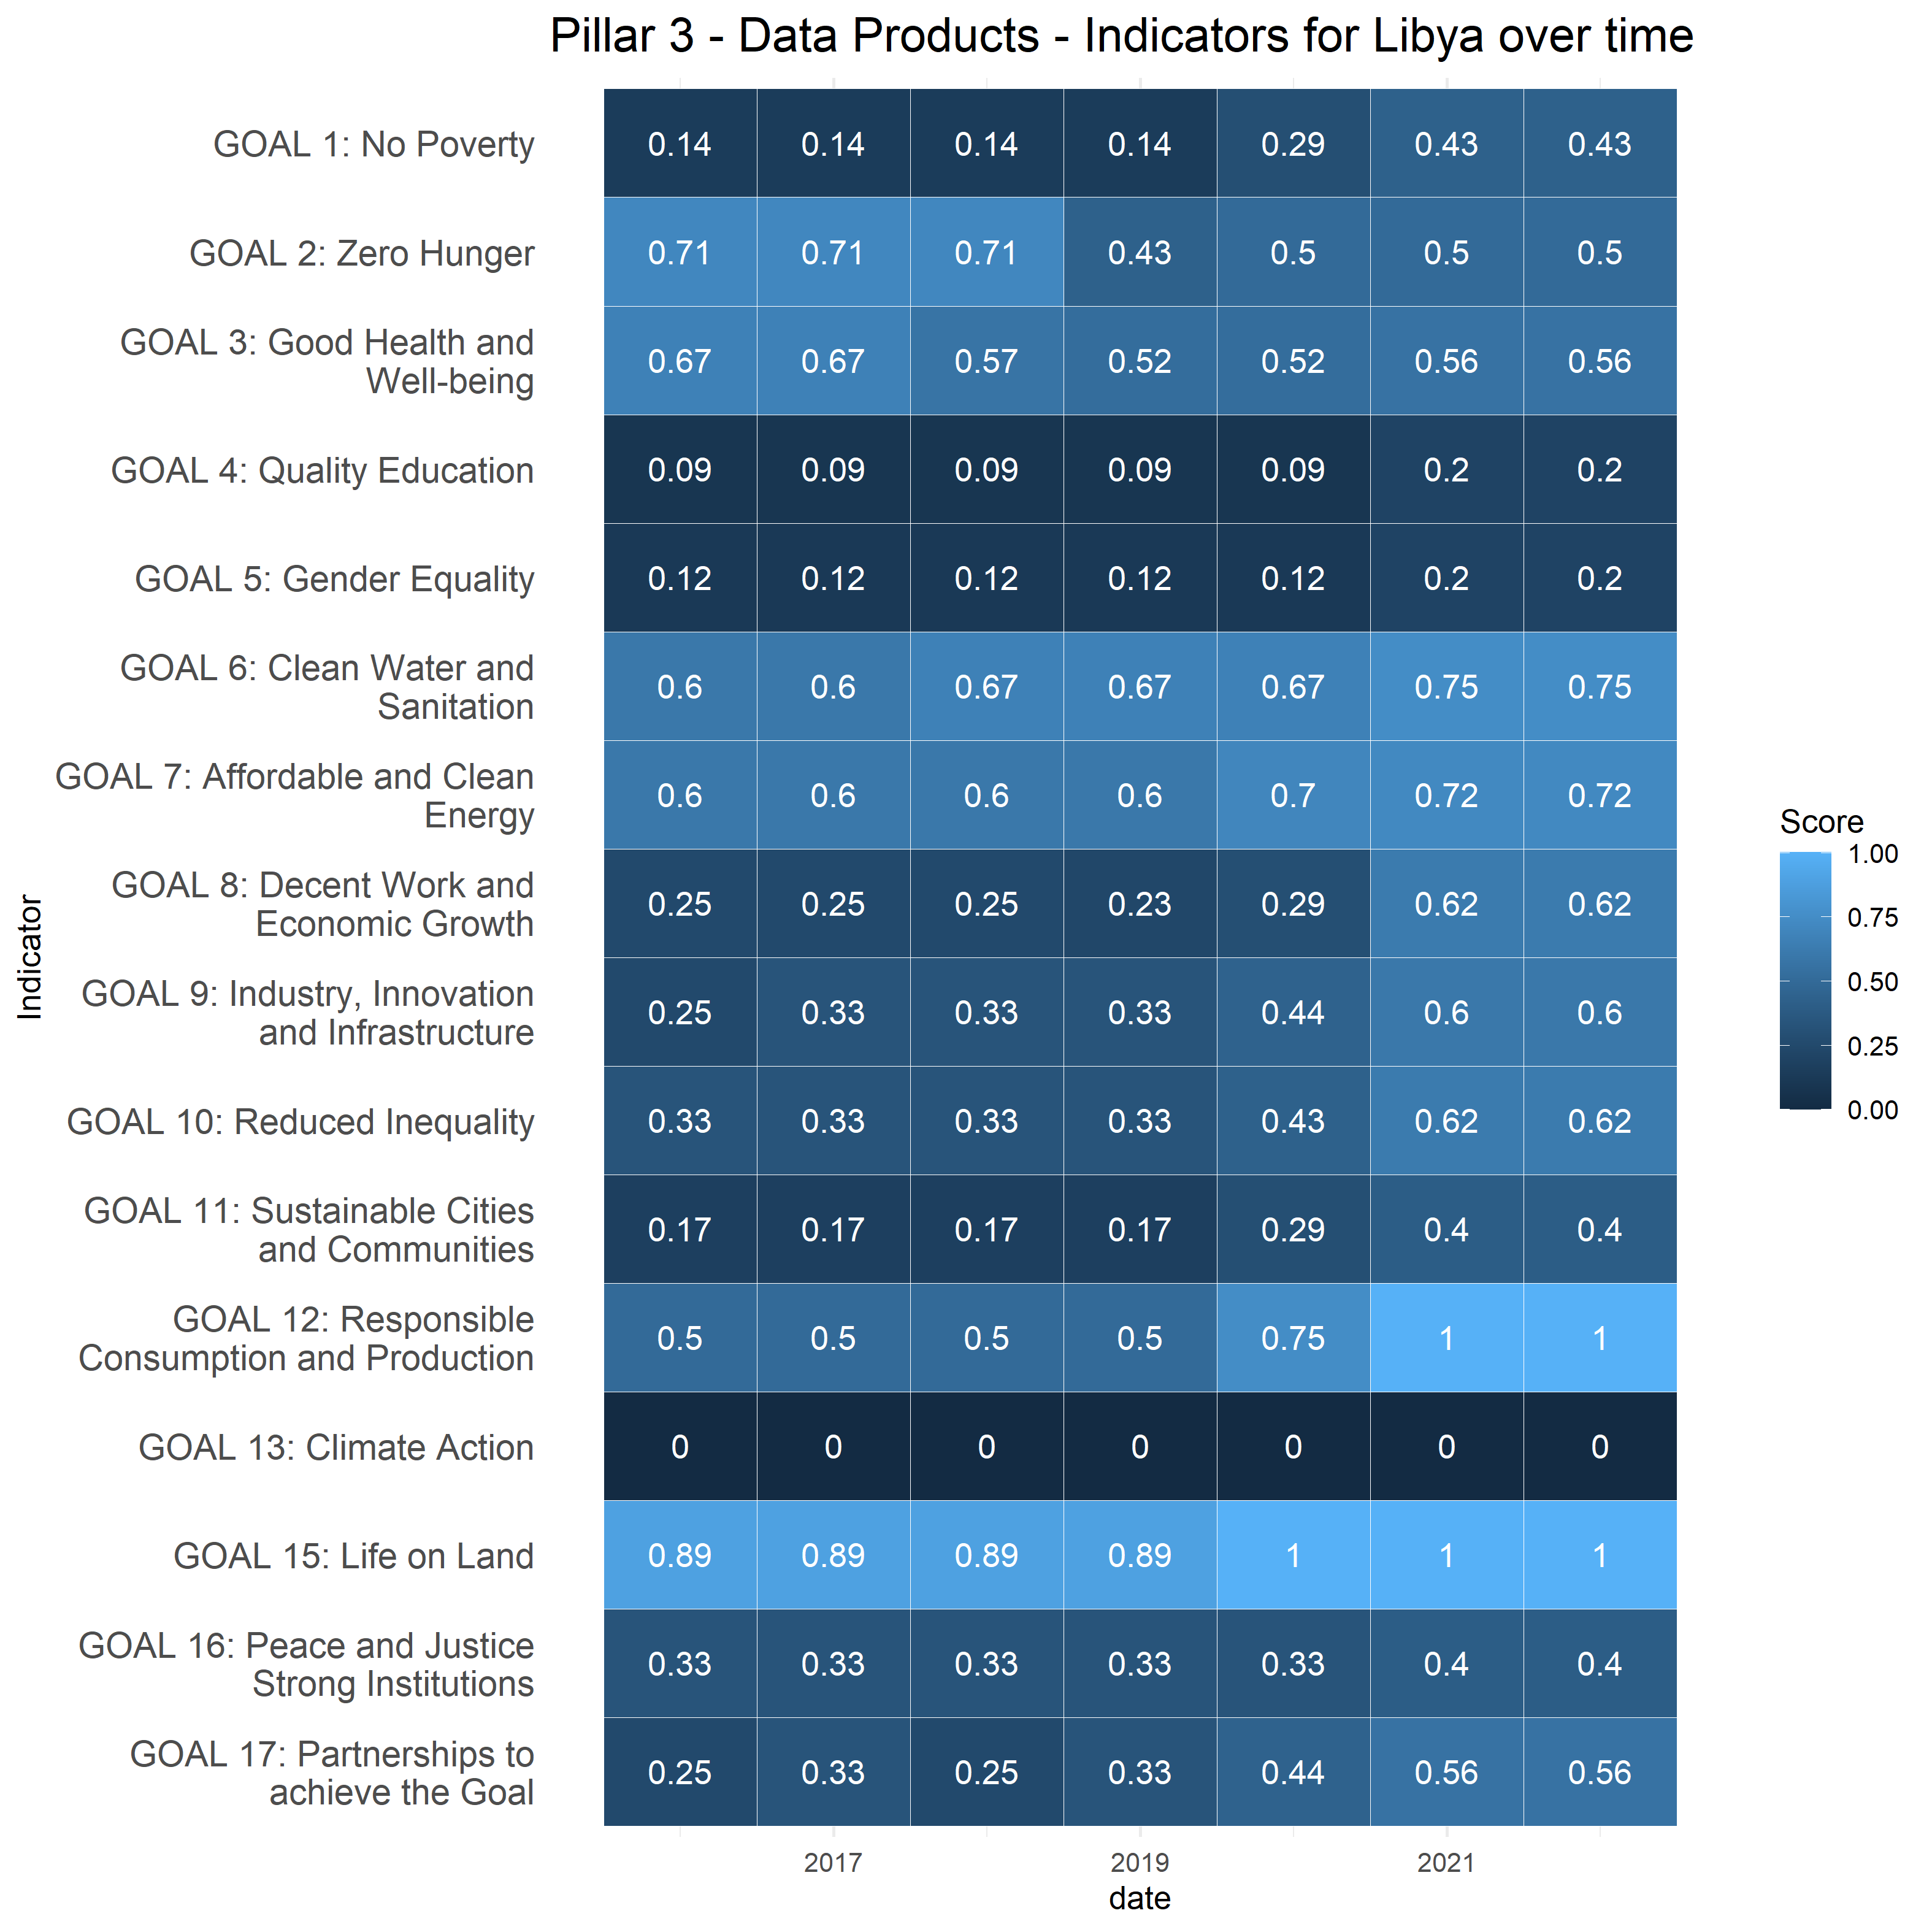 Pillar 3 - Data Products - Indicators for Libya over time
Indicator
GOAL 1: No Poverty
0.14 0.14 0.14 0.14 0.29 0.43 0.43
GOAL 2: Zero Hunger
0.71 0.71 0.71 0.43 0.5 0.5 0.5
GOAL 3: Good Health and
Well-being
0.67 0.67 0.57 0.52 0.52 0.56 0.56
GOAL 4: Quality Education
0.09 0.09 0.09 0.09 0.09 0.2 0.2
GOAL 5: Gender Equality
0.12 0.12 0.12 0.12 0.12 0.2 0.2
GOAL 6: Clean Water and
Sanitation
0.6 0.6 0.67 0.67 0.67 0.75 0.75
GOAL 7: Affordable and Clean
Energy
0.6 0.6 0.6 0.6 0.7 0.72 0.72
GOAL 8: Decent Work and
Economic Growth
0.25 0.25 0.25 0.23 0.29 0.62 0.62
GOAL 9: Industry, Innovation
and Infrastructure
0.25 0.33 0.33 0.33 0.44 0.6 0.6
GOAL 10: Reduced Inequality
0.33 0.33 0.33 0.33 0.43 0.62 0.62
GOAL 11: Sustainable Cities
and Communities
0.17 0.17 0.17 0.17 0.29 0.4 0.4
GOAL 12: Responsible
Consumption and Production
0.5 0.5 0.5 0.5 0.75 1 1
GOAL 13: Climate Action
0 0 0 0 0 0 0
GOAL 15: Life on Land
0.89 0.89 0.89 0.89 1 1 1
GOAL 16: Peace and Justice
Strong Institutions
0.33 0.33 0.33 0.33 0.33 0.4 0.4
GOAL 17: Partnerships to
achieve the Goal
0.25 0.33 0.25 0.33 0.44 0.56 0.56
2017 2019 2021
date
Score
1.00
0.75
0.50
0.25
0.00